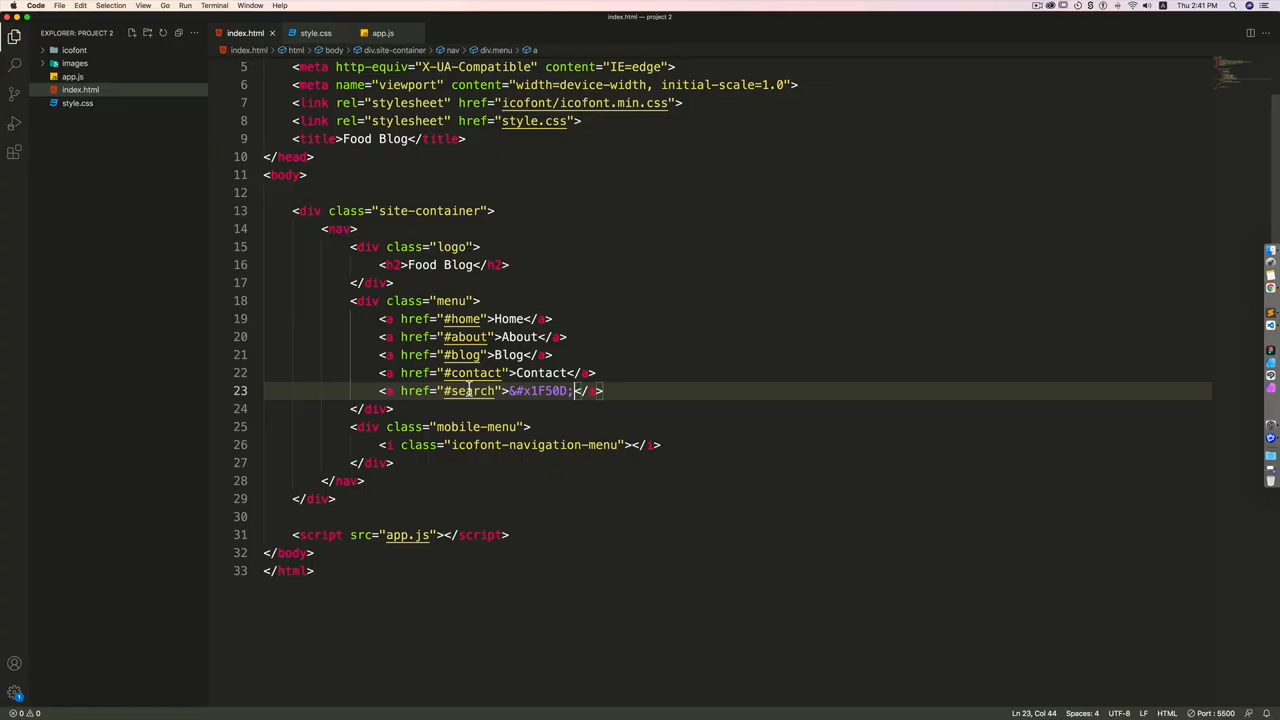 Code File Edit Selection View Go Run Terminal Window Help
Thu 2:41 PM
index.html — project 2
EXPLORER: PROJECT 2
icofont
images
app.js
index.html
style.css
index.html
style.css
app.js
index.html > html > body > div.site-container > nav > div.menu > a
5 <meta http-equiv="X-UA-Compatible" content="IE=edge">
6 <meta name="viewport" content="width=device-width, initial-scale=1.0">
7 <link rel="stylesheet" href="icofont/icofont.min.css">
8 <link rel="stylesheet" href="style.css">
9 <title>Food Blog</title>
10 </head>
11 <body>
12
13 <div class="site-container">
14 <nav>
15 <div class="logo">
16 <h2>Food Blog</h2>
17 </div>
18 <div class="menu">
19 <a href="#home">Home</a>
20 <a href="#about">About</a>
21 <a href="#blog">Blog</a>
22 <a href="#contact">Contact</a>
23 <a href="#search">&#x1F50D;</a>
24 </div>
25 <div class="mobile-menu">
26 <i class="icofont-navigation-menu"></i>
27 </div>
28 </nav>
29 </div>
30
31 <script src="app.js"></script>
32 </body>
33 </html>
1
0 0 Ln 23, Col 44 Spaces: 4 UTF-8 LF HTML Port : 5500